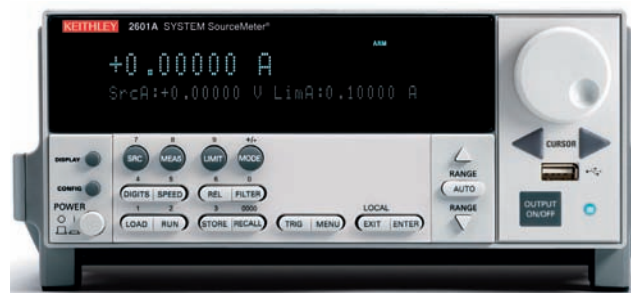 KEITHLEY 2601A SYSTEM SourceMeter®
ARM
+0.00000 A
SrcA:+0.00000 V LimA:0.10000 A
7 8 9 +/-
DISPLAY SRC MEAS LIMIT MODE
4 5 6 0
CONFIG DIGITS SPEED REL FILTER
POWER 1 2 3 0000 LOCAL
LOAD RUN STORE RECALL TRIG MENU EXIT ENTER
RANGE
AUTO
RANGE
CURSOR
OUTPUT
ON/OFF